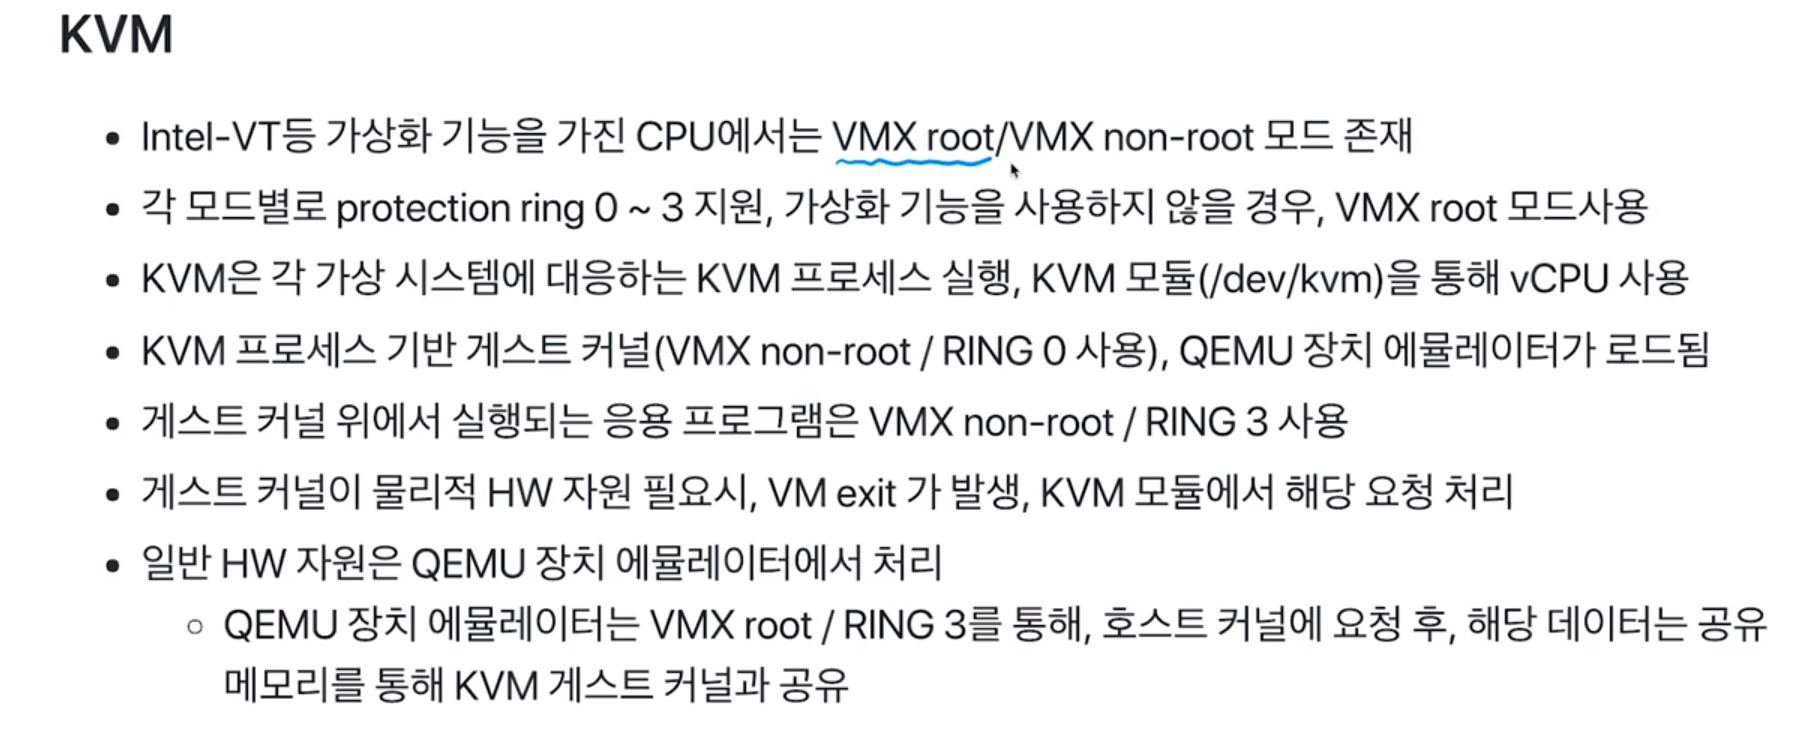 KVM
• Intel-VT등 가상화 기능을 가진 CPU에서는 VMX root/VMX non-root 모드 존재
• 각 모드별로 protection ring 0 ~ 3 지원, 가상화 기능을 사용하지 않을 경우, VMX root 모드사용
• KVM은 각 가상 시스템에 대응하는 KVM 프로세스 실행, KVM 모듈(/dev/kvm)을 통해 vCPU 사용
• KVM 프로세스 기반 게스트 커널(VMX non-root / RING 0 사용), QEMU 장치 에뮬레이터가 로드됨
• 게스트 커널 위에서 실행되는 응용 프로그램은 VMX non-root / RING 3 사용
• 게스트 커널이 물리적 HW 자원 필요시, VM exit 가 발생, KVM 모듈에서 해당 요청 처리
• 일반 HW 자원은 QEMU 장치 에뮬레이터에서 처리
○ QEMU 장치 에뮬레이터는 VMX root / RING 3를 통해, 호스트 커널에 요청 후, 해당 데이터는 공유
메모리를 통해 KVM 게스트 커널과 공유